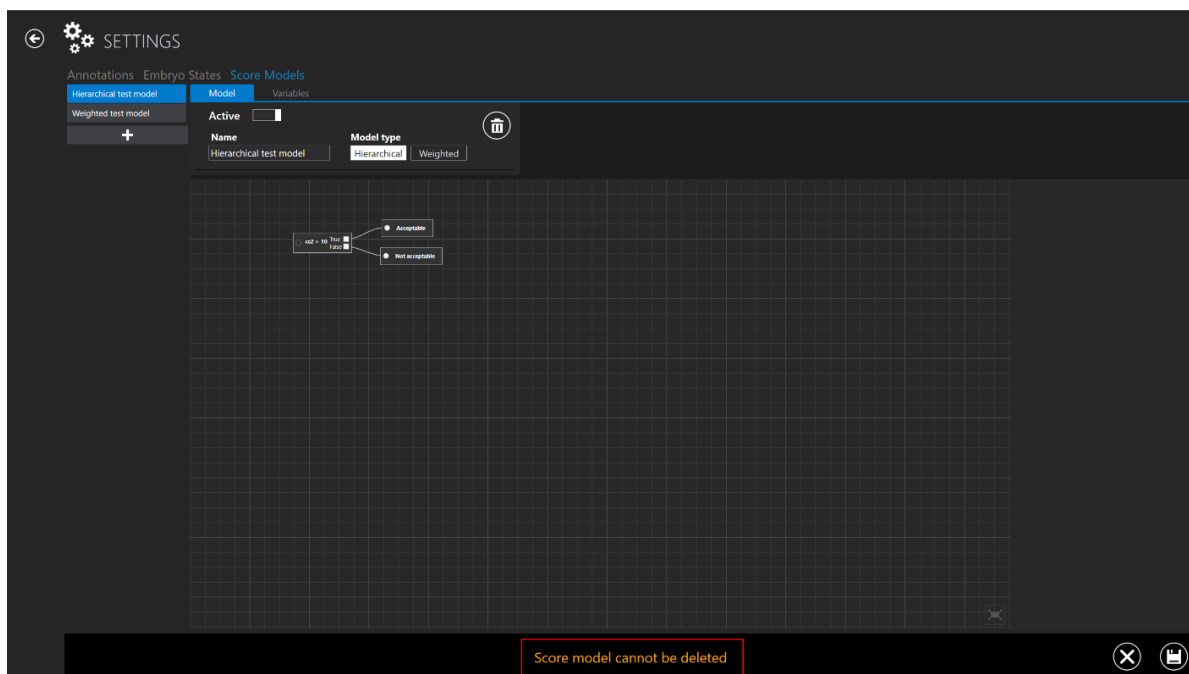 SETTINGS
Annotations Embryo States Score Models
Hierarchical test model Model Variables
Weighted test model Active
Name Model type
Hierarchical test model Hierarchical Weighted
Acceptable
True
False
Not acceptable
Score model cannot be deleted